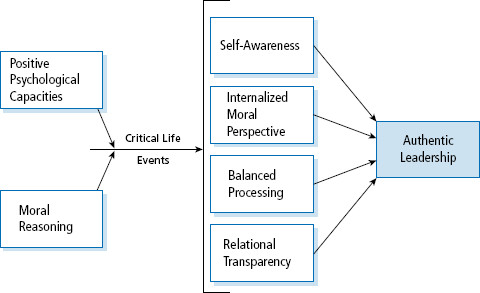 Positive
Psychological
Capacities
Moral
Reasoning
Critical Life
Events
Self-Awareness
Internalized
Moral
Perspective
Balanced
Processing
Relational
Transparency
Authentic
Leadership